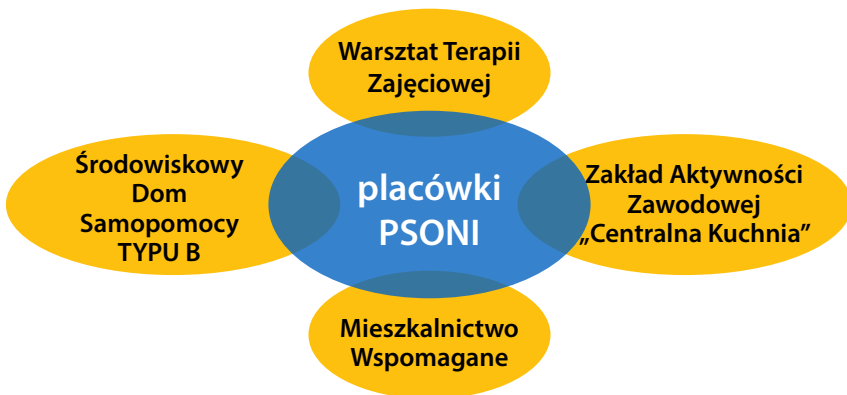 Warsztat Terapii
Zajęciowej
Środowiskowy
Dom
Samopomocy
TYPU B
placówki
PSONI
Zakład Aktywności
Zawodowej
„Centralna Kuchnia”
Mieszkalnictwo
Wspomagane